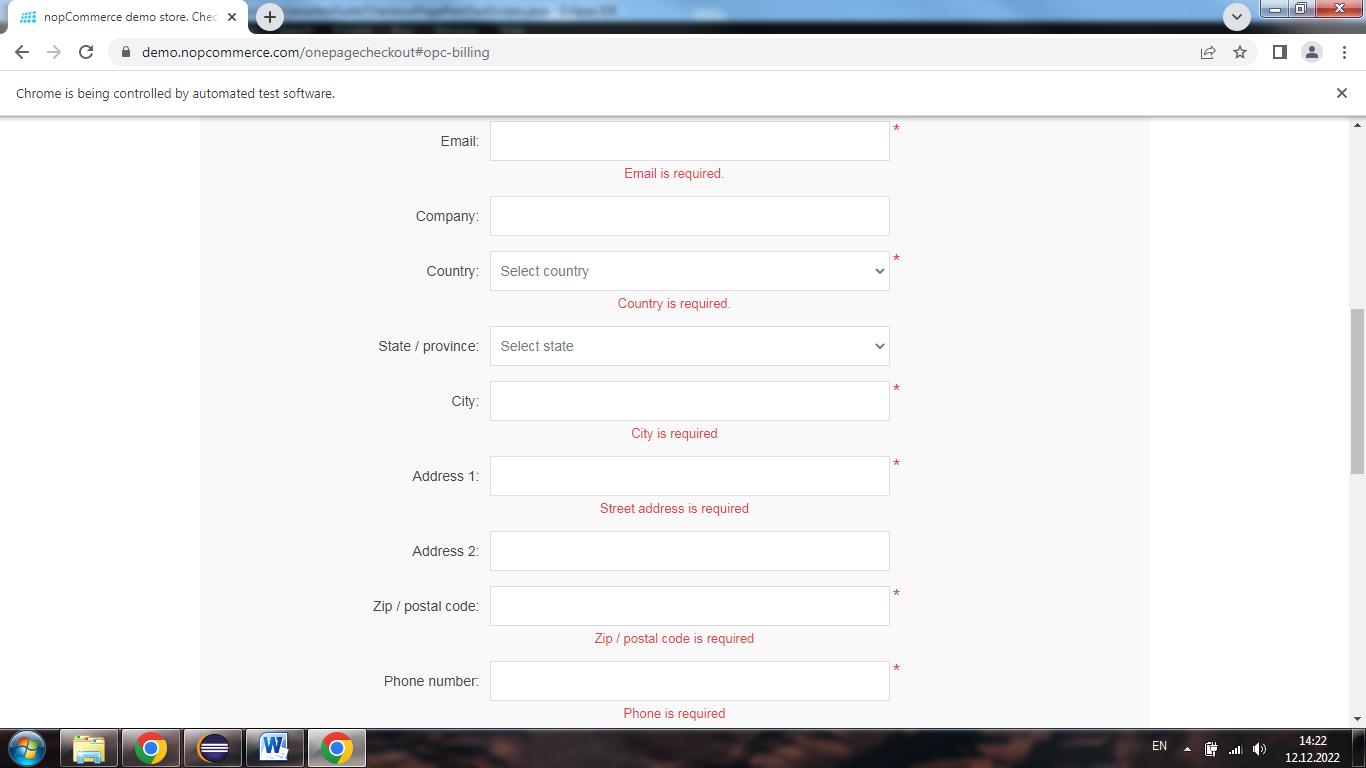 nopCommerce demo store. Chec
demo.nopcommerce.com/onepagecheckout#opc-billing
Chrome is being controlled by automated test software.
Email: *
Email is required.
Company:
Country: Select country *
Country is required.
State / province: Select state
City: *
City is required
Address 1: *
Street address is required
Address 2:
Zip / postal code: *
Zip / postal code is required
Phone number: *
Phone is required
EN 14:22
12.12.2022